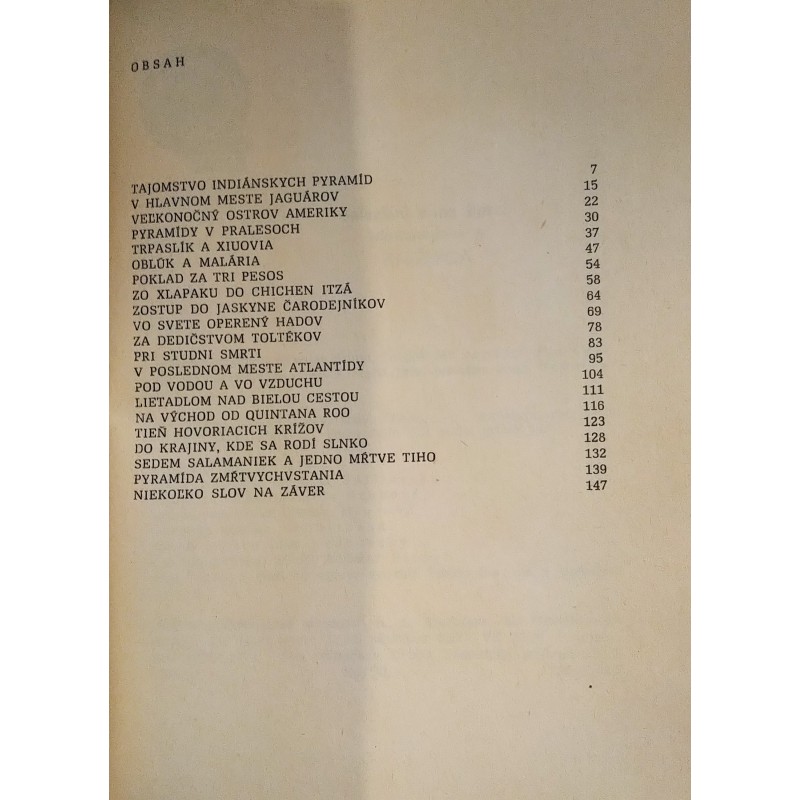 OBSAH
TAJOMSTVO INDIÁNSKYCH PYRAMÍD 7
V HLAVNOM MESTE JAGUÁROV 15
VEĽKONOČNÝ OSTROV AMERIKY 22
PYRAMÍDY V PRALESOCH 30
TRPASLÍK A XIUOVIA 37
OBLÚK A MALÁRIA 47
POKLAD ZA TRI PESOS 54
ZO XLAPAKU DO CHICHEN ITZÁ 58
ZOSTUP DO JASKYNE ČARODEJNÍKOV 64
VO SVETE OPERENÝ HADOV 69
ZA DEDIČSTVOM TOLTÉKOV 78
PRI STUDNI SMRTI 83
V POSLEDNOM MESTE ATLANTÍDY 95
POD VODOU A VO VZDUCHU 104
LIETADLOM NAD BIELOU CESTOU 111
NA VÝCHOD OD QUINTANA ROO 116
TIEŇ HOVORIACICH KRÍŽOV 123
DO KRAJINY, KDE SA RODÍ SLNKO 128
SEDEM SALAMANIEK A JEDNO MŔTVE TIHO 132
PYRAMÍDA ZMŔTVYCHVSTANIA 139
NIEKOĽKO SLOV NA ZÁVER 147